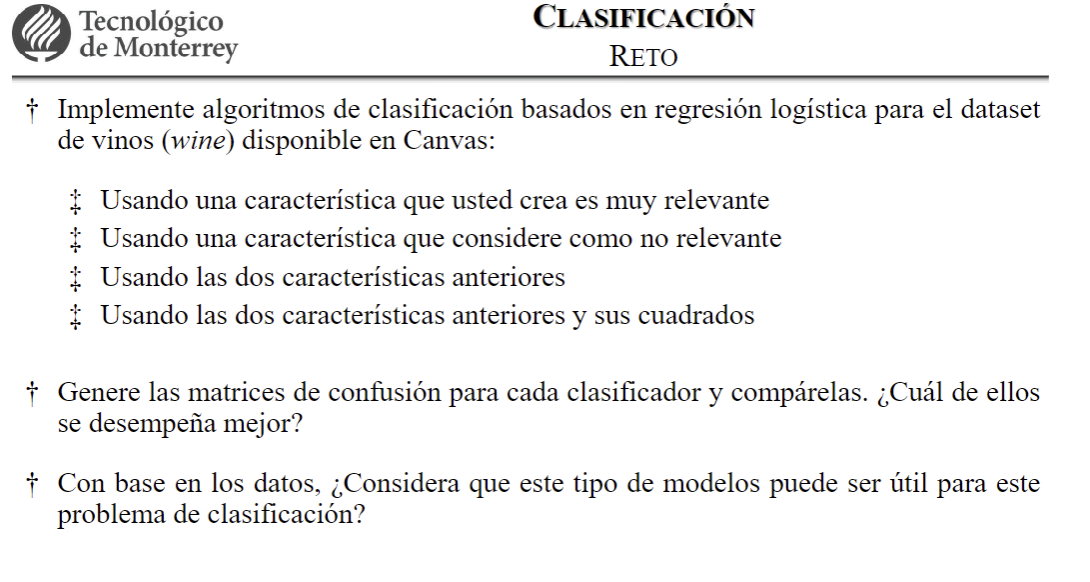 Tecnológico
de Monterrey
CLASIFICACIÓN
RETO
† Implemente algoritmos de clasificación basados en regresión logística para el dataset
de vinos (wine) disponible en Canvas:
‡ Usando una característica que usted crea es muy relevante
‡ Usando una característica que considere como no relevante
‡ Usando las dos características anteriores
‡ Usando las dos características anteriores y sus cuadrados
† Genere las matrices de confusión para cada clasificador y compárelas. ¿Cuál de ellos
se desempeña mejor?
† Con base en los datos, ¿Considera que este tipo de modelos puede ser útil para este
problema de clasificación?